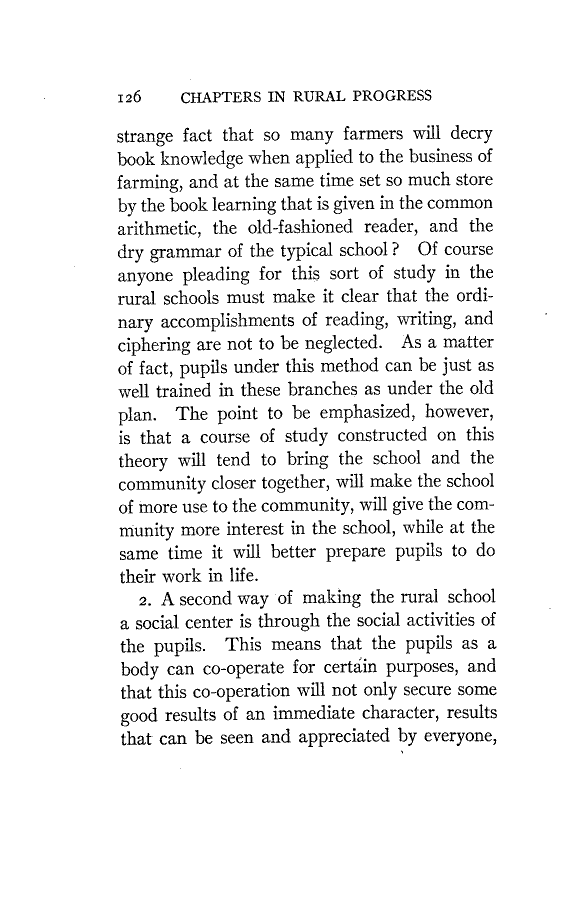 126 CHAPTERS IN RURAL PROGRESS
strange fact that so many farmers will decry
book knowledge when applied to the business of
farming, and at the same time set so much store
by the book learning that is given in the common
arithmetic, the old-fashioned reader, and the
dry grammar of the typical school? Of course
anyone pleading for this sort of study in the
rural schools must make it clear that the ordi-
nary accomplishments of reading, writing, and
ciphering are not to be neglected. As a matter
of fact, pupils under this method can be just as
well trained in these branches as under the old
plan. The point to be emphasized, however,
is that a course of study constructed on this
theory will tend to bring the school and the
community closer together, will make the school
of more use to the community, will give the com-
munity more interest in the school, while at the
same time it will better prepare pupils to do
their work in life.
2. A second way of making the rural school
a social center is through the social activities of
the pupils. This means that the pupils as a
body can co-operate for certain purposes, and
that this co-operation will not only secure some
good results of an immediate character, results
that can be seen and appreciated by everyone,